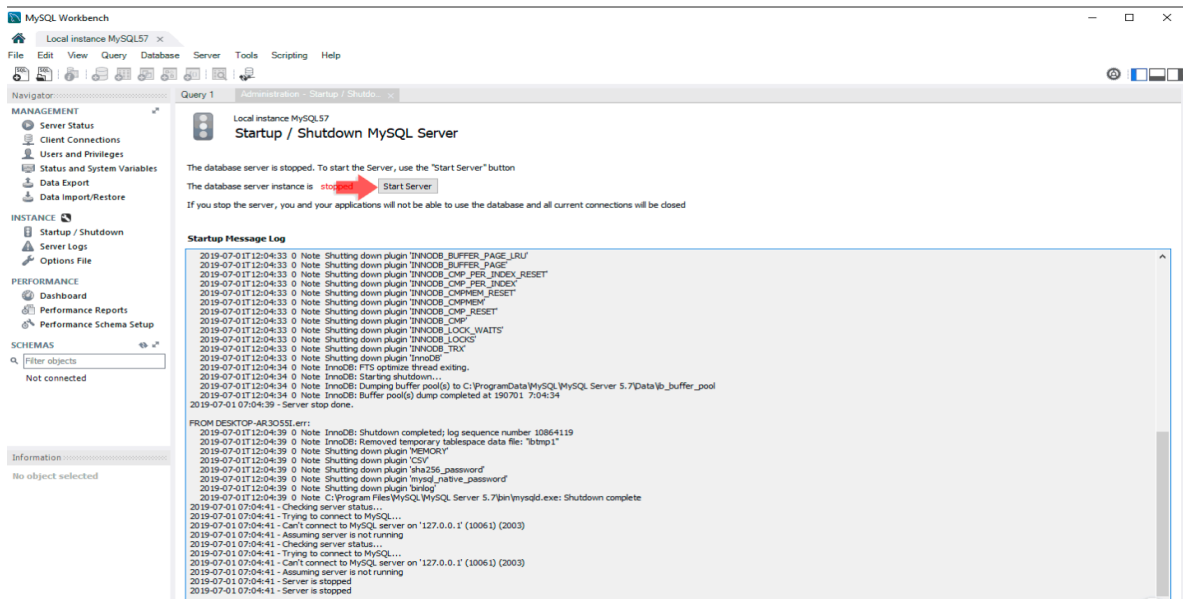 MySQL Workbench
Local instance MySQL57
File Edit View Query Database Server Tools Scripting Help
Navigator
MANAGEMENT
Server Status
Client Connections
Users and Privileges
Status and System Variables
Data Export
Data Import/Restore
INSTANCE
Startup / Shutdown
Server Logs
Options File
PERFORMANCE
Dashboard
Performance Reports
Performance Schema Setup
SCHEMAS
Filter objects
Not connected
Information
No object selected
Query 1 Administration - Startup / Shutdo..
Local instance MySQL57
Startup / Shutdown MySQL Server
The database server is stopped. To start the Server, use the "Start Server" button
The database server instance is stopped Start Server
If you stop the server, you and your applications will not be able to use the database and all current connections will be closed
Startup Message Log
2019-07-01T12:04:33 0 Note Shutting down plugin 'INNODB_BUFFER_PAGE_LRU'
2019-07-01T12:04:33 0 Note Shutting down plugin 'INNODB_BUFFER_PAGE'
2019-07-01T12:04:33 0 Note Shutting down plugin 'INNODB_CMP_PER_INDEX_RESET'
2019-07-01T12:04:33 0 Note Shutting down plugin 'INNODB_CMP_PER_INDEX'
2019-07-01T12:04:33 0 Note Shutting down plugin 'INNODB_CMPMEM_RESET'
2019-07-01T12:04:33 0 Note Shutting down plugin 'INNODB_CMPMEM'
2019-07-01T12:04:33 0 Note Shutting down plugin 'INNODB_CMP_RESET'
2019-07-01T12:04:33 0 Note Shutting down plugin 'INNODB_CMP'
2019-07-01T12:04:33 0 Note Shutting down plugin 'INNODB_LOCK_WAITS'
2019-07-01T12:04:33 0 Note Shutting down plugin 'INNODB_LOCKS'
2019-07-01T12:04:33 0 Note Shutting down plugin 'INNODB_TRX'
2019-07-01T12:04:33 0 Note Shutting down plugin 'InnoDB'
2019-07-01T12:04:34 0 Note InnoDB: FTS optimize thread exiting.
2019-07-01T12:04:34 0 Note InnoDB: Starting shutdown...
2019-07-01T12:04:34 0 Note InnoDB: Dumping buffer pool(s) to C:\ProgramData\MySQL\MySQL Server 5.7\Data\ib_buffer_pool
2019-07-01T12:04:34 0 Note InnoDB: Buffer pool(s) dump completed at 190701 7:04:34
2019-07-01 07:04:39 - Server stop done.
FROM DESKTOP-AR3O55I.err:
2019-07-01T12:04:39 0 Note InnoDB: Shutdown completed; log sequence number 10864119
2019-07-01T12:04:39 0 Note InnoDB: Removed temporary tablespace data file: "ibtmp1"
2019-07-01T12:04:39 0 Note Shutting down plugin 'MEMORY'
2019-07-01T12:04:39 0 Note Shutting down plugin 'CSV'
2019-07-01T12:04:39 0 Note Shutting down plugin 'sha256_password'
2019-07-01T12:04:39 0 Note Shutting down plugin 'mysql_native_password'
2019-07-01T12:04:39 0 Note Shutting down plugin 'binlog'
2019-07-01T12:04:39 0 Note C:\Program Files\MySQL\MySQL Server 5.7\bin\mysqld.exe: Shutdown complete
2019-07-01 07:04:41 - Checking server status...
2019-07-01 07:04:41 - Trying to connect to MySQL...
2019-07-01 07:04:41 - Can't connect to MySQL server on '127.0.0.1' (10061) (2003)
2019-07-01 07:04:41 - Assuming server is not running
2019-07-01 07:04:41 - Checking server status...
2019-07-01 07:04:41 - Trying to connect to MySQL...
2019-07-01 07:04:41 - Can't connect to MySQL server on '127.0.0.1' (10061) (2003)
2019-07-01 07:04:41 - Assuming server is not running
2019-07-01 07:04:41 - Server is stopped
2019-07-01 07:04:41 - Server is stopped